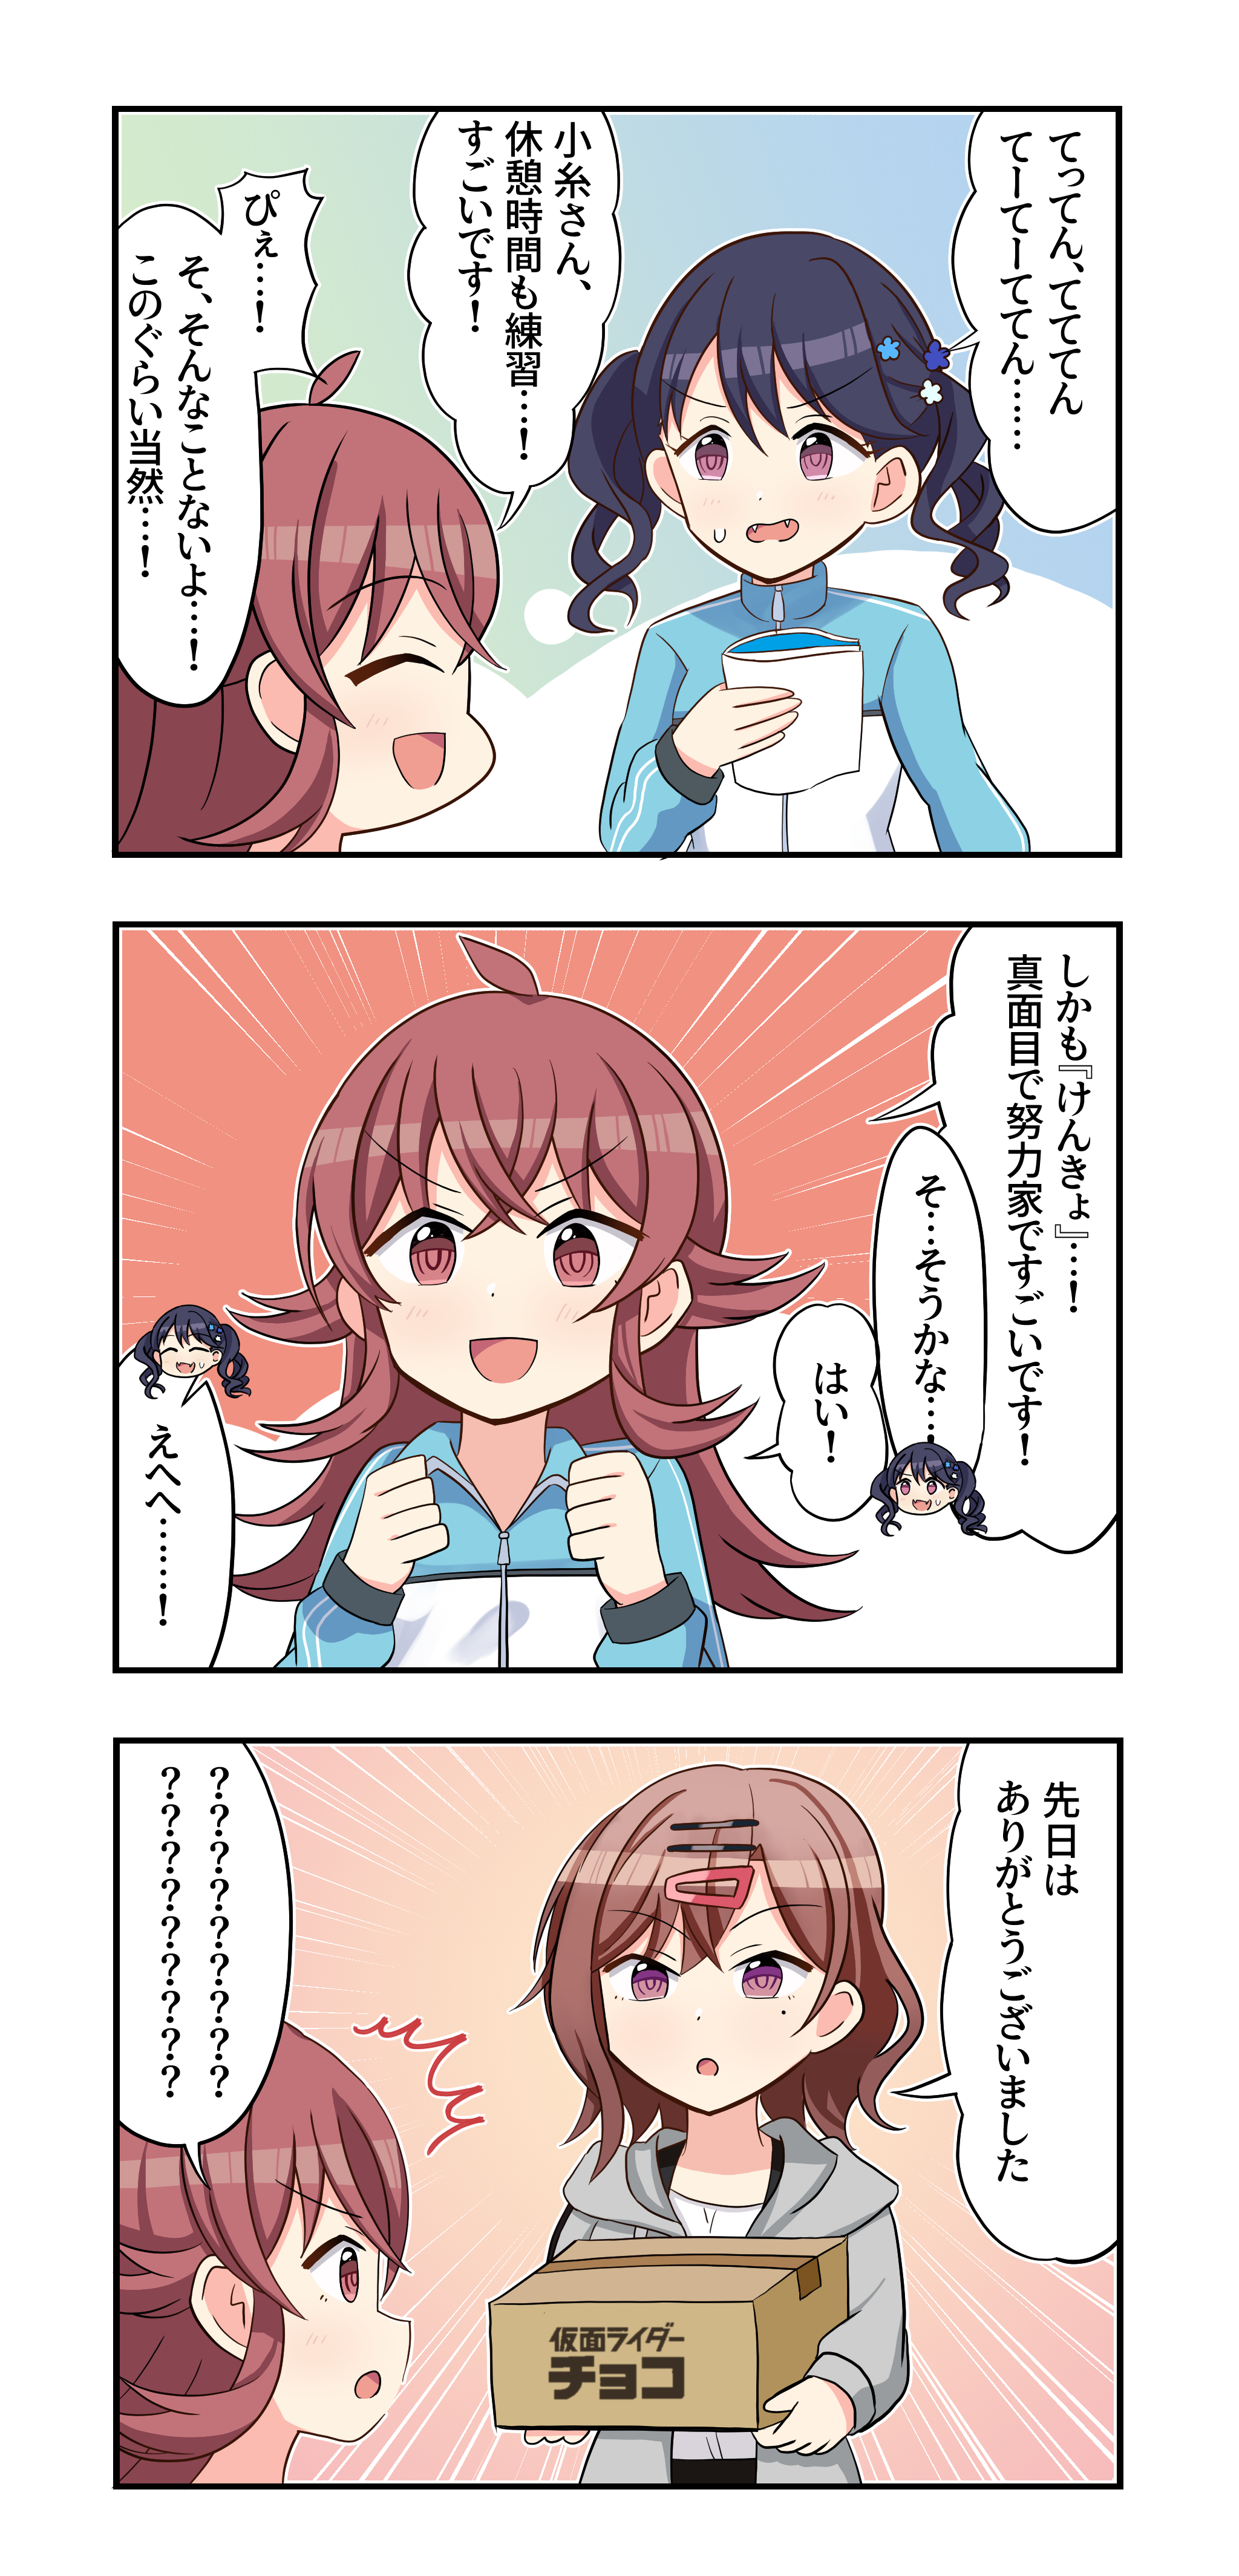 てってん、てててん
てーてーててん……
小糸さん、
休憩時間も練習…！
すごいです！
ぴぇ…！
そ、そんなことないよ…！
このぐらい当然…！
しかも『けんきょ』…！
真面目で努力家ですごいです！
そ…そうかな…
はい！
えへへ……！
先日は
ありがとうございました
仮面ライダー
チョコ
？？？？？？？？？
？？？？？？？？？